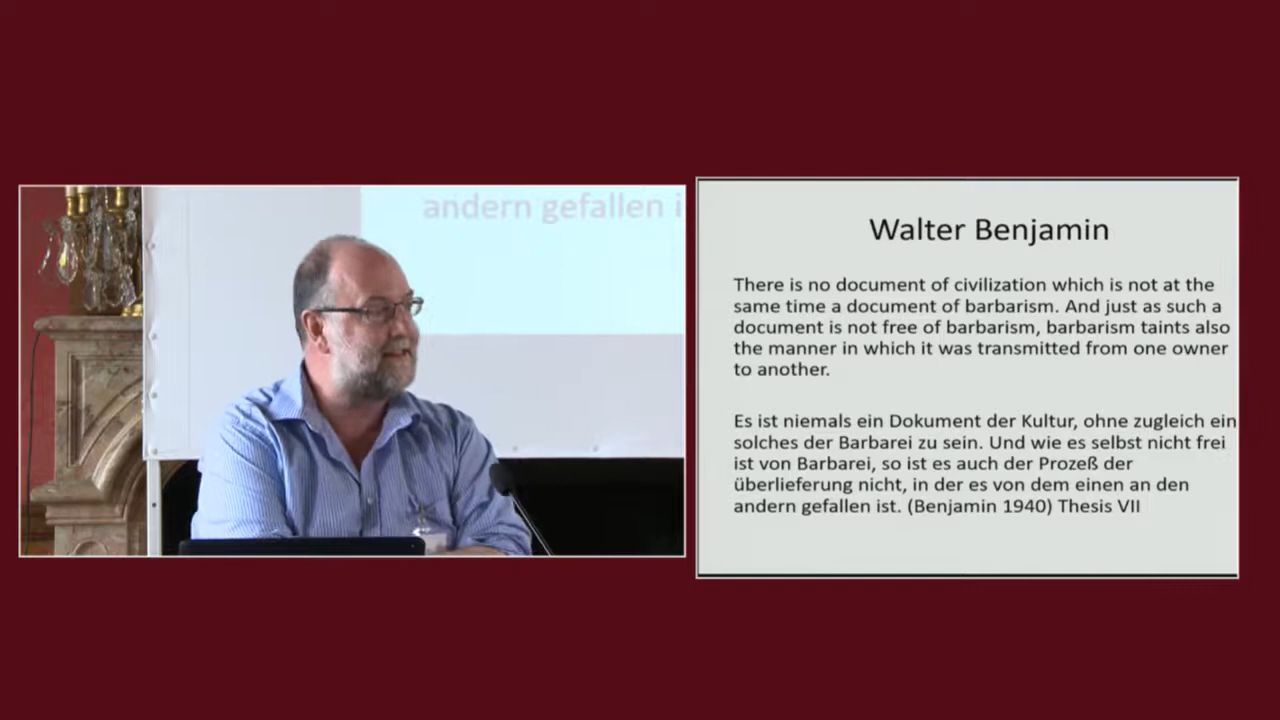 andern gefallen i
Walter Benjamin
There is no document of civilization which is not at the
same time a document of barbarism. And just as such a
document is not free of barbarism, barbarism taints also
the manner in which it was transmitted from one owner
to another.
Es ist niemals ein Dokument der Kultur, ohne zugleich ein
solches der Barbarei zu sein. Und wie es selbst nicht frei
ist von Barbarei, so ist es auch der Prozeß der
überlieferung nicht, in der es von dem einen an den
andern gefallen ist. (Benjamin 1940) Thesis VII